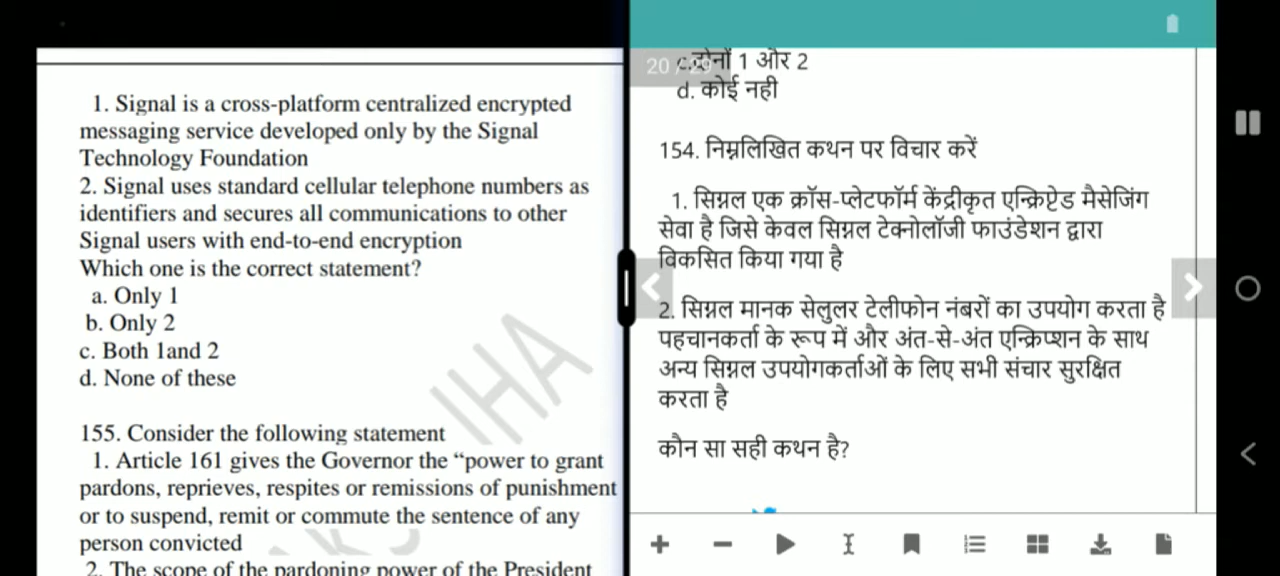 1. Signal is a cross-platform centralized encrypted
messaging service developed only by the Signal
Technology Foundation
2. Signal uses standard cellular telephone numbers as
identifiers and secures all communications to other
Signal users with end-to-end encryption
Which one is the correct statement?
a. Only 1
b. Only 2
c. Both 1and 2
d. None of these
155. Consider the following statement
1. Article 161 gives the Governor the “power to grant
pardons, reprieves, respites or remissions of punishment
or to suspend, remit or commute the sentence of any
person convicted
2. The scope of the pardoning power of the President
20 / 29
c.दोनों 1 और 2
d. कोई नही
154. निम्नलिखित कथन पर विचार करें
1. सिग्नल एक क्रॉस-प्लेटफॉर्म केंद्रीकृत एन्क्रिप्टेड मैसेजिंग
सेवा है जिसे केवल सिग्नल टेक्नोलॉजी फाउंडेशन द्वारा
विकसित किया गया है
2. सिग्नल मानक सेलुलर टेलीफोन नंबरों का उपयोग करता है
पहचानकर्ता के रूप में और अंत-से-अंत एन्क्रिप्शन के साथ
अन्य सिग्नल उपयोगकर्ताओं के लिए सभी संचार सुरक्षित
करता है
कौन सा सही कथन है?